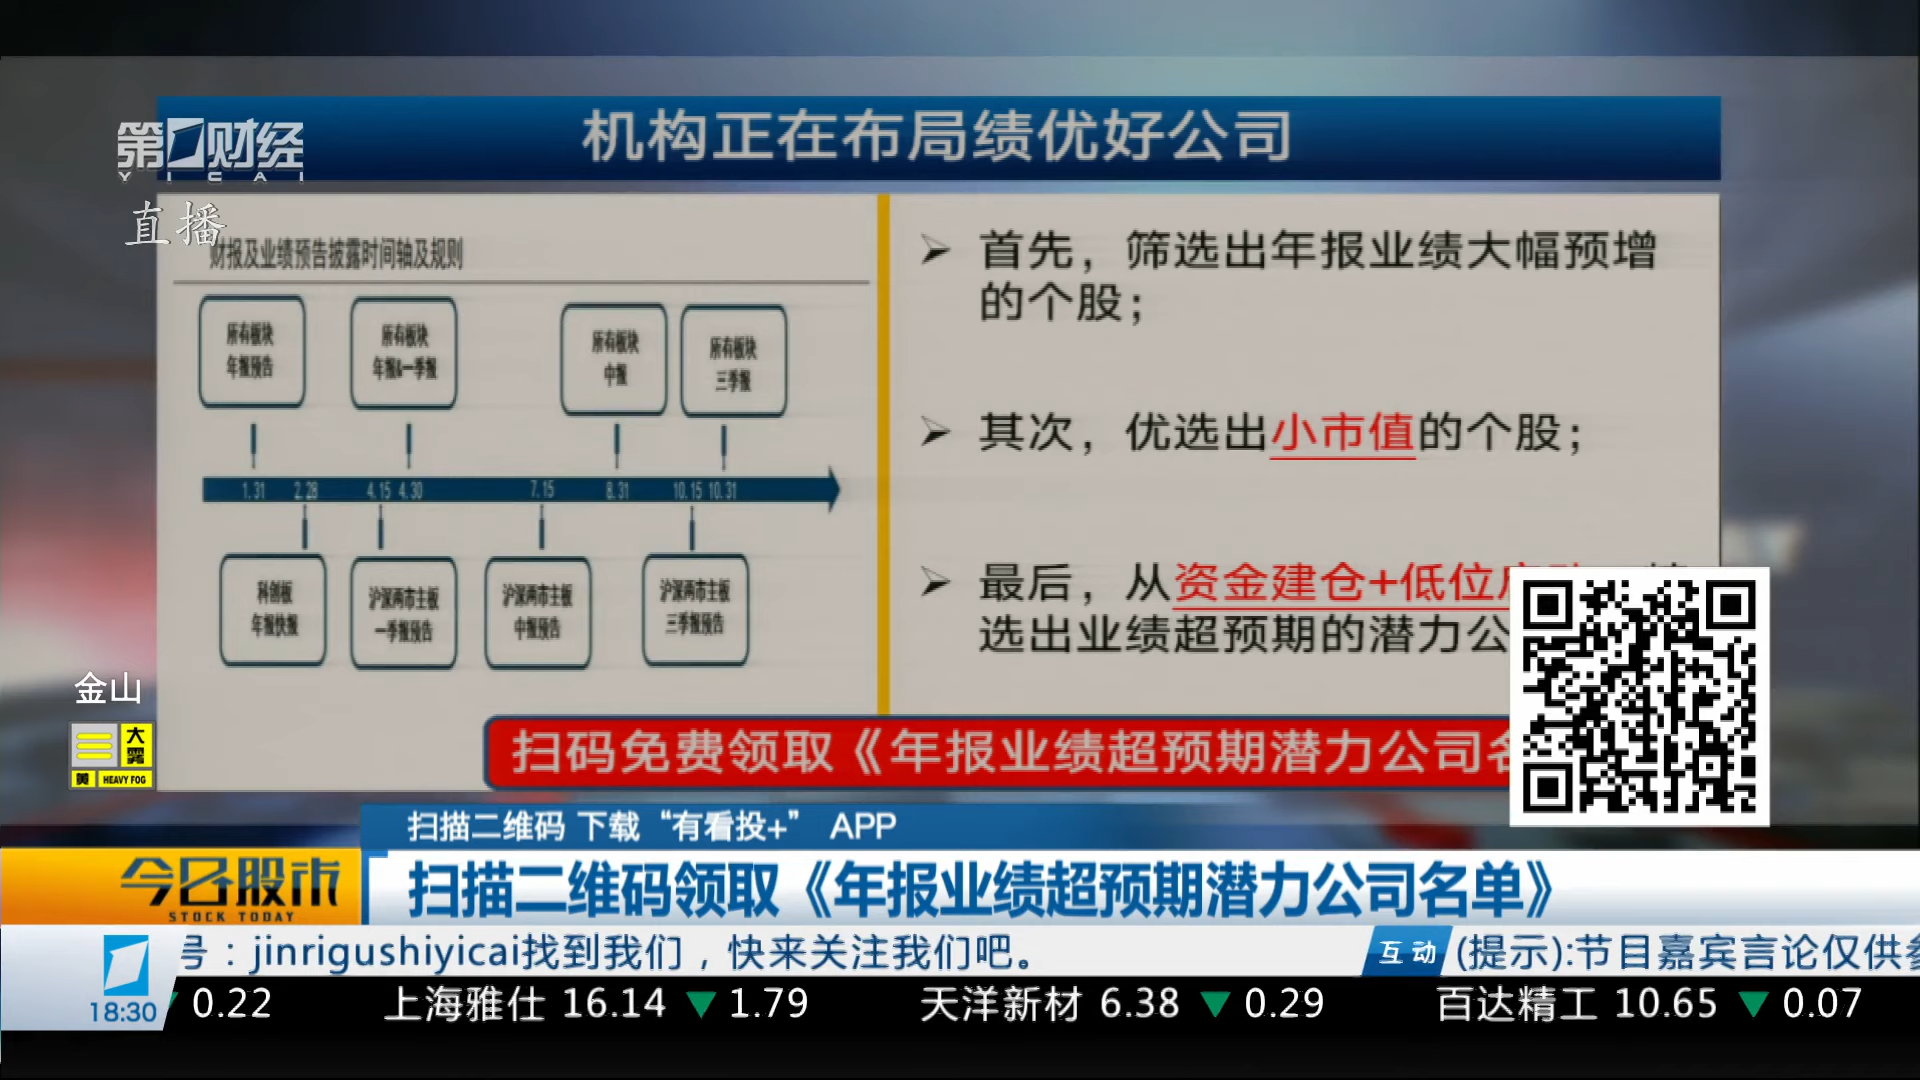 机构正在布局绩优好公司
第一财经
YICAI
直播
财报及业绩预告披露时间轴及规则
所有板块
年报预告
所有板块
年报&一季报
所有板块
中报
所有板块
三季报
1.31 2.28 4.15 4.30 7.15 8.31 10.15 10.31
科创板
年报快报
沪深两市主板
一季报预告
沪深两市主板
中报预告
沪深两市主板
三季报预告
首先，筛选出年报业绩大幅预增
的个股；
其次，优选出小市值的个股；
最后，从资金建仓+低位
选出业绩超预期的潜力公
扫码免费领取《年报业绩超预期潜力公司名
金山
大雾
黄 HEAVY FOG
扫描二维码 下载“有看投+” APP
今日股市
STOCK TODAY
扫描二维码领取《年报业绩超预期潜力公司名单》
号：jinrigushiyicai找到我们，快来关注我们吧。 互动 (提示):节目嘉宾言论仅供参
18:30
0.22 上海雅仕 16.14 ▼ 1.79 天洋新材 6.38 ▼ 0.29 百达精工 10.65 ▼ 0.07